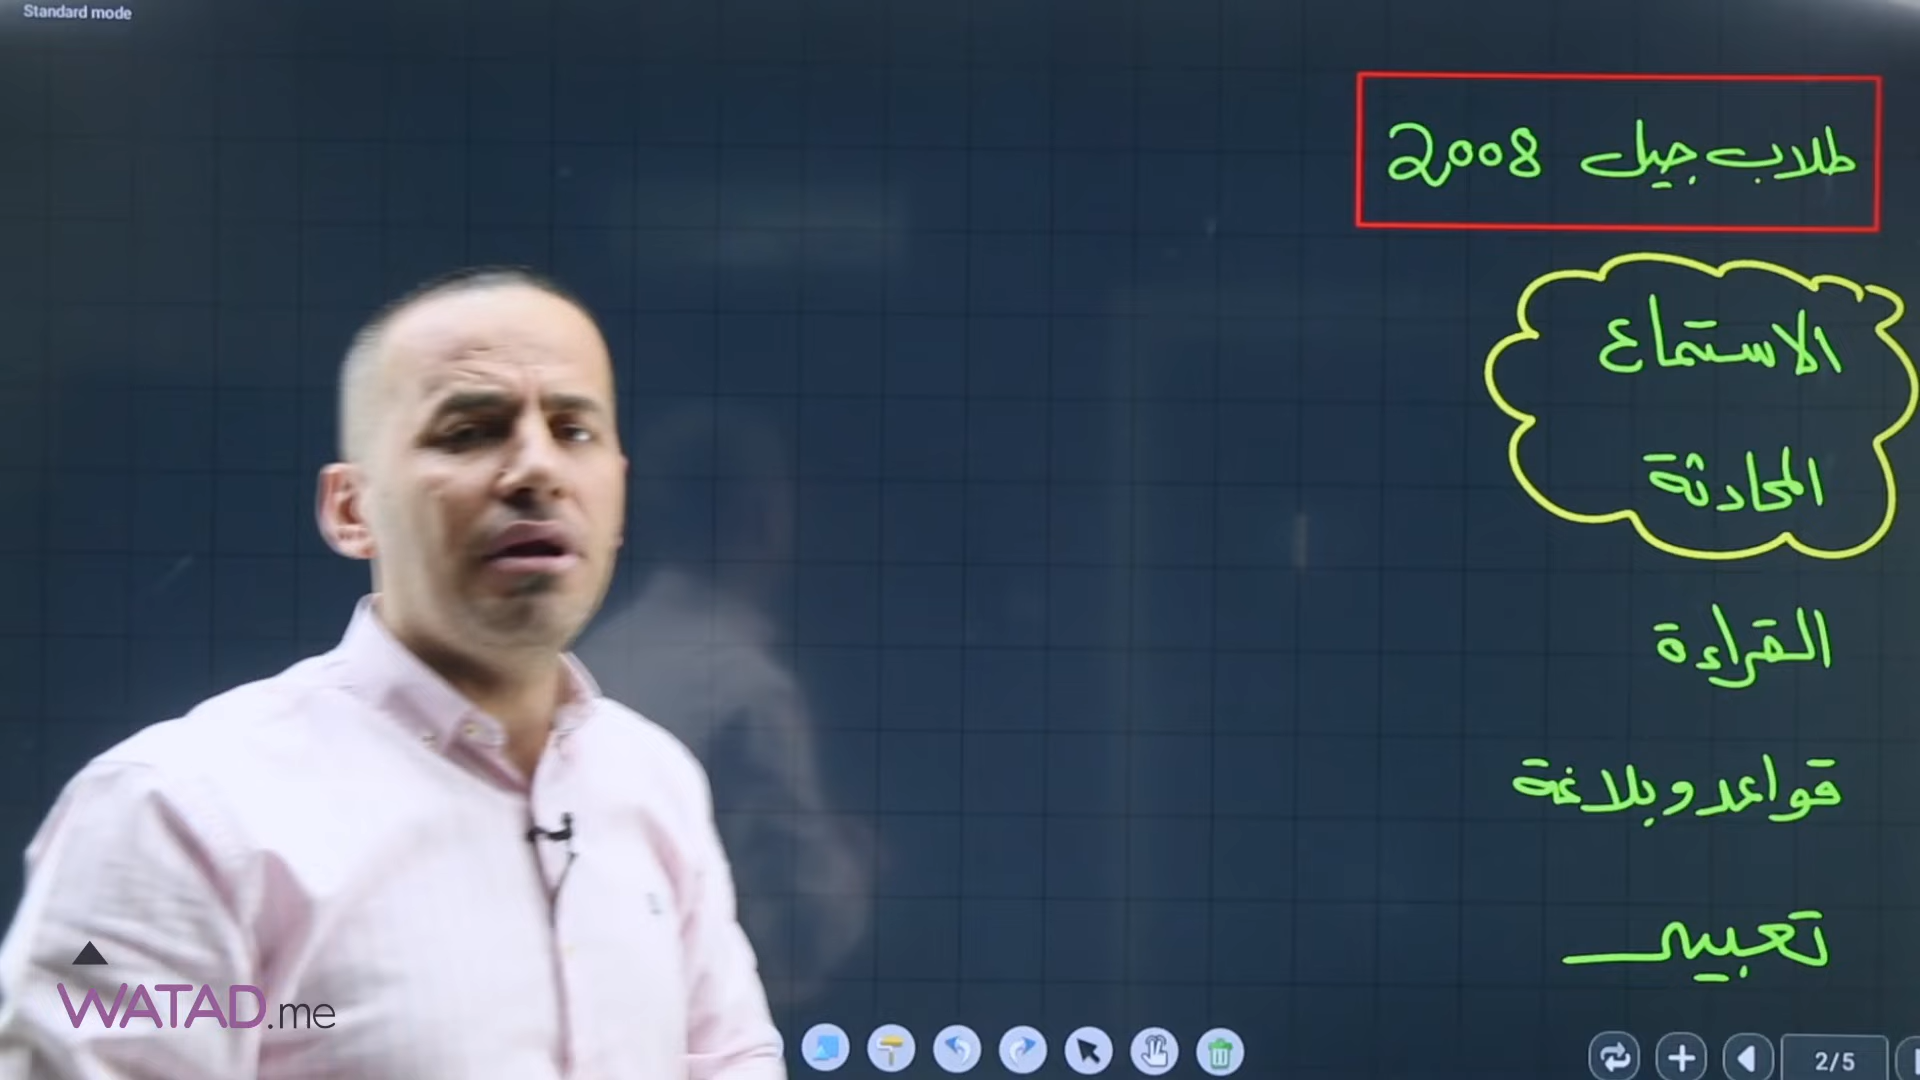 Standard mode
طلاب جيل 2008
الاستماع
المحادثة
القراءة
قواعد وبلاغة
تعبير
WATAD.me
2/5